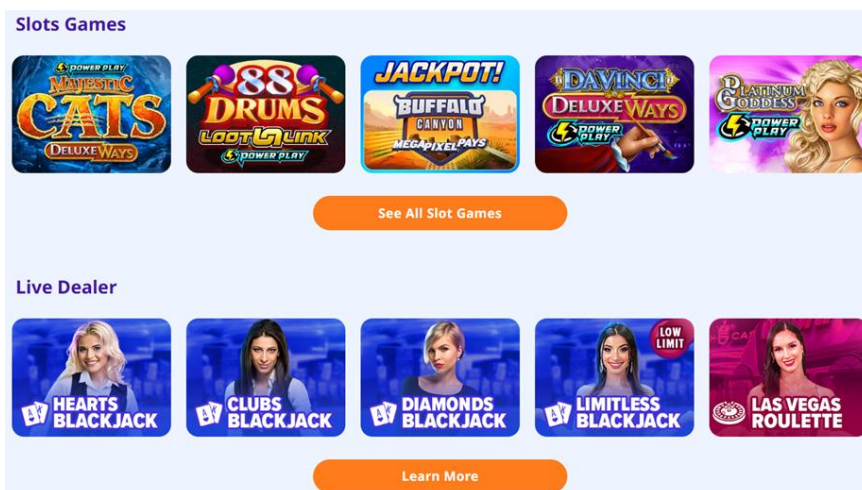 Slots Games
POWER PLAY
MAJESTIC
CATS
DELUXE WAYS
88
DRUMS
LOOT LINK
POWER PLAY
JACKPOT!
BUFFALO
CANYON
MEGAPIXEL PAYS
DAVINCI
DELUXE WAYS
POWER
PLAY
PLATINUM
GODDESS
POWER
PLAY
See All Slot Games
Live Dealer
HEARTS
BLACKJACK
CLUBS
BLACKJACK
DIAMONDS
BLACKJACK
LOW
LIMIT
LIMITLESS
BLACKJACK
LAS VEGAS
ROULETTE
Learn More